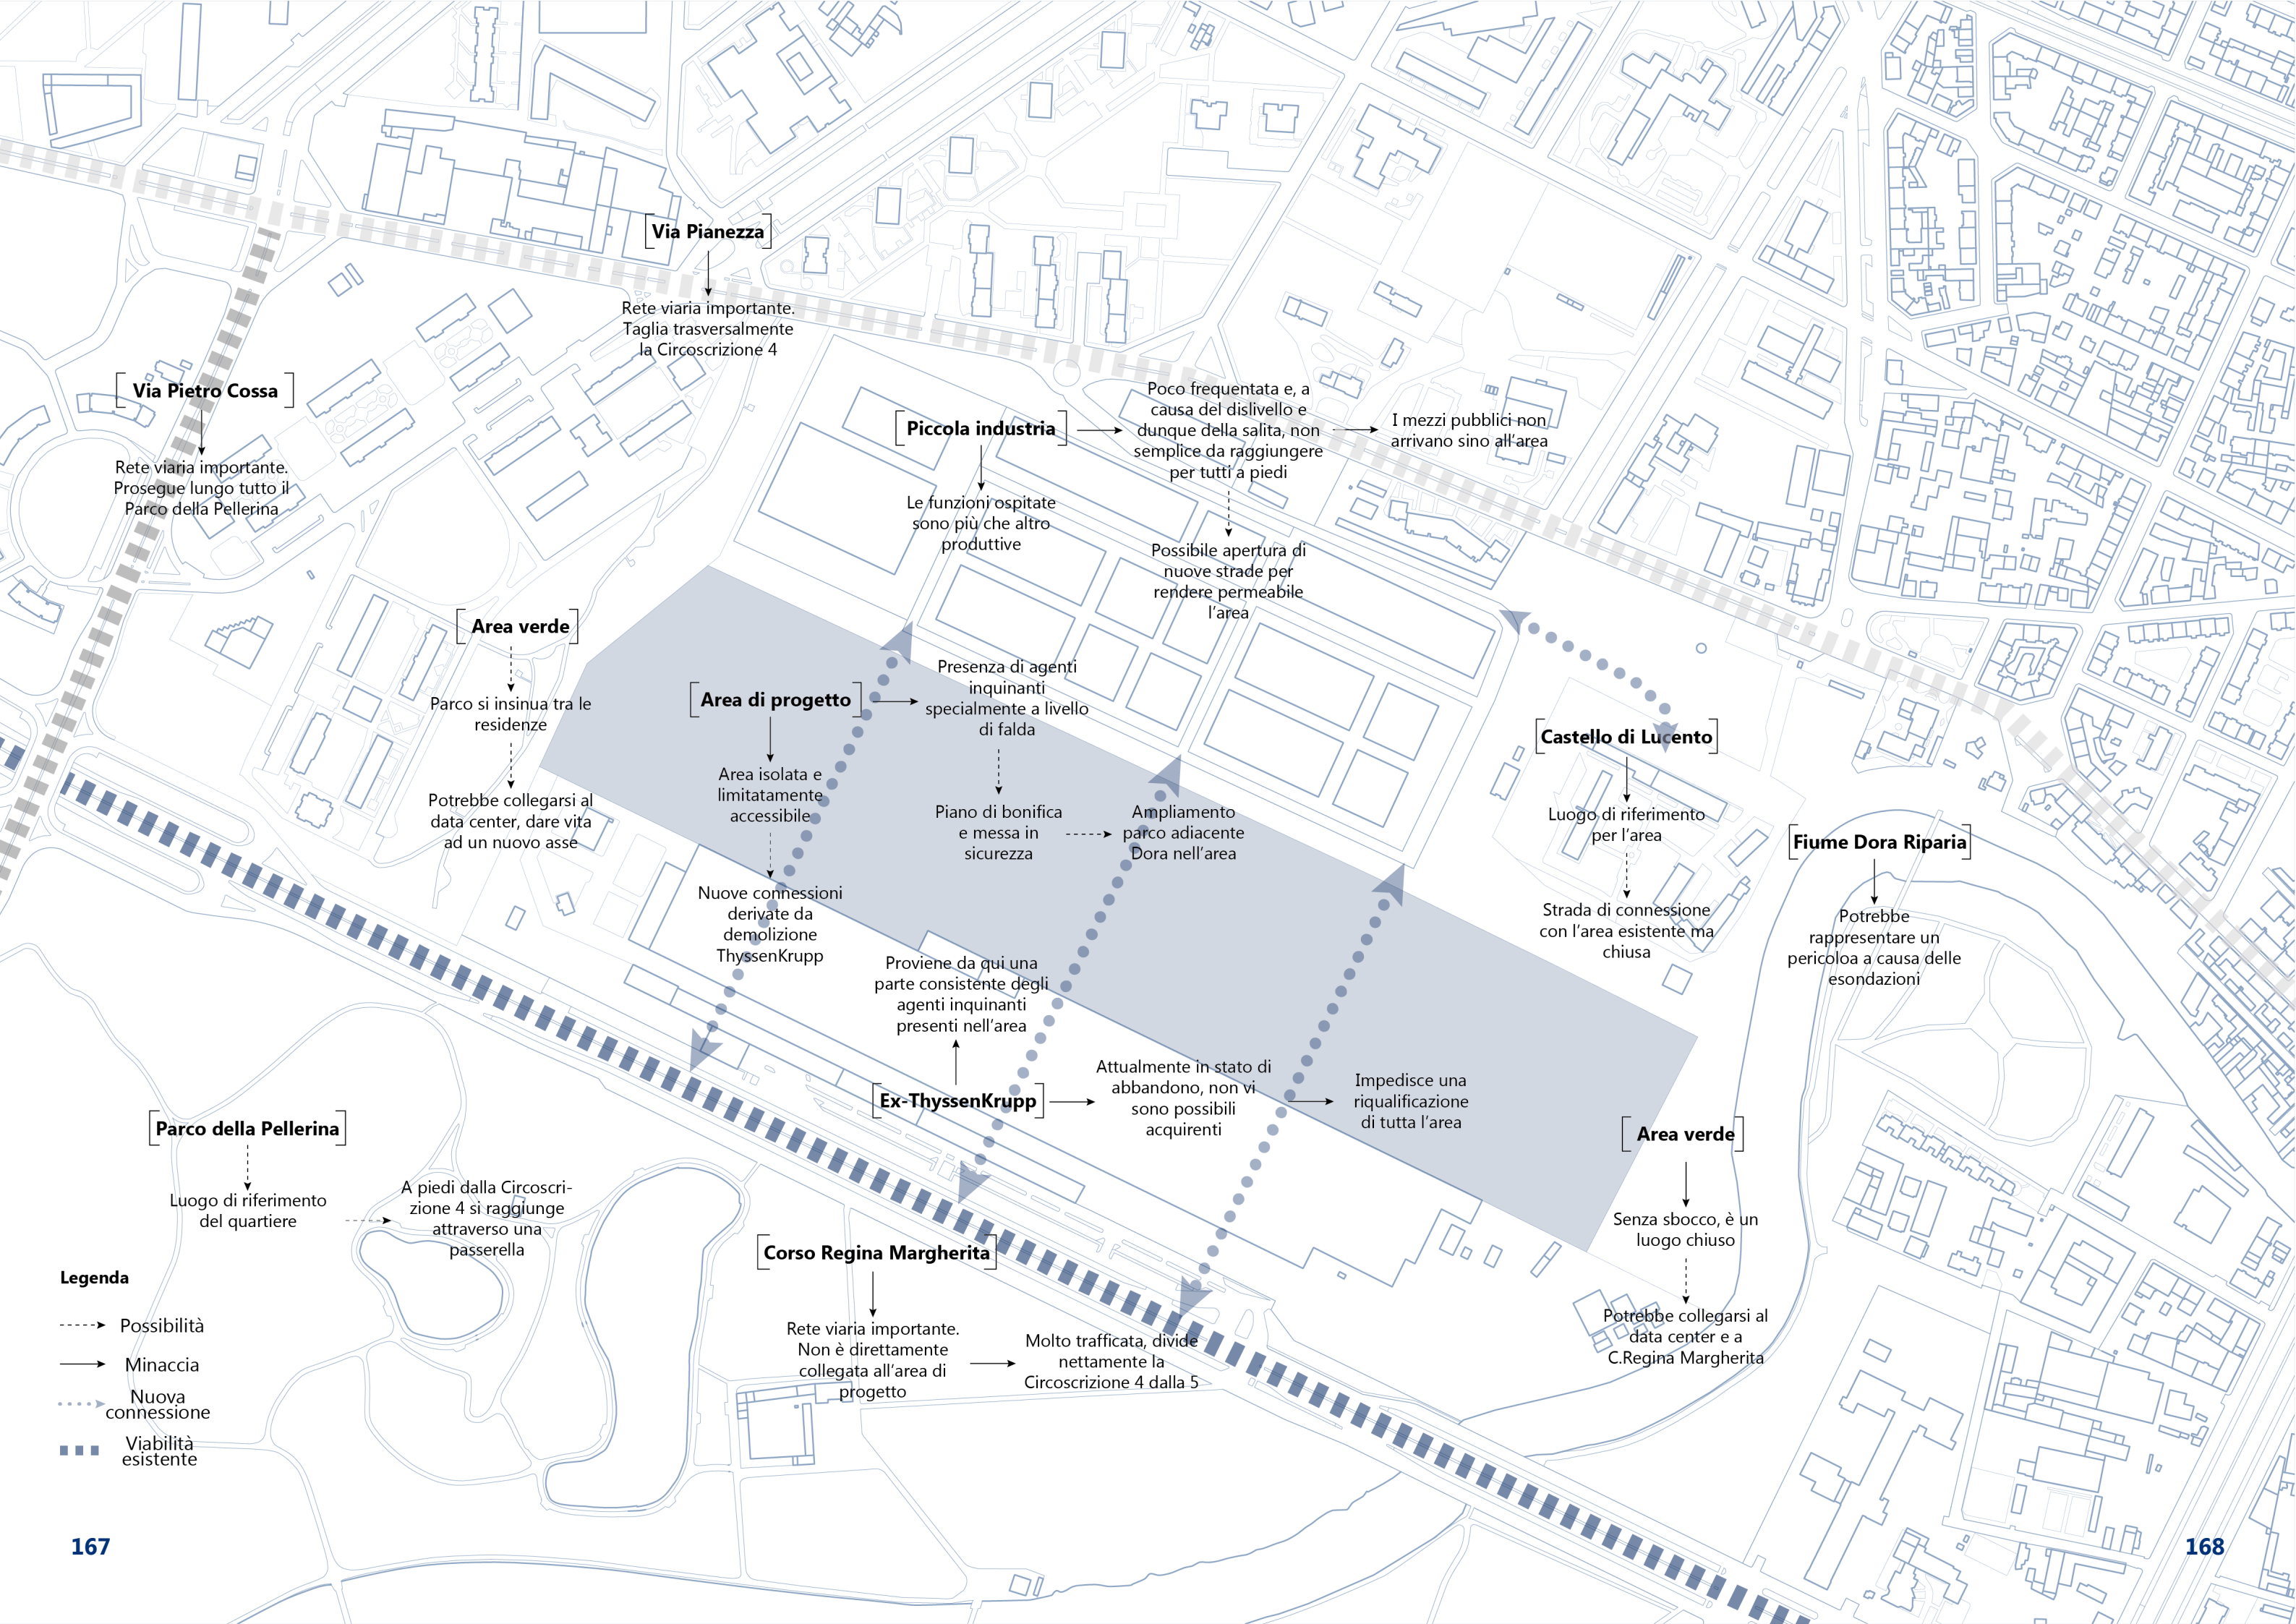 Via Pianezza
Rete viaria importante.
Taglia trasversalmente
la Circoscrizione 4
Via Pietro Cossa
Rete viaria importante.
Prosegue lungo tutto il
Parco della Pellerina
Piccola industria
Le funzioni ospitate
sono più che altro
produttive
Poco frequentata e, a
causa del dislivello e
dunque della salita, non
semplice da raggiungere
per tutti a piedi
I mezzi pubblici non
arrivano sino all'area
Possibile apertura di
nuove strade per
rendere permeabile
l'area
Area verde
Parco si insinua tra le
residenze
Potrebbe collegarsi al
data center, dare vita
ad un nuovo asse
Area di progetto
Presenza di agenti
inquinanti
specialmente a livello
di falda
Area isolata e
limitatamente
accessibile
Piano di bonifica
e messa in
sicurezza
Ampliamento
parco adiacente
Dora nell'area
Nuove connessioni
derivate da
demolizione
ThyssenKrupp
Castello di Lucento
Luogo di riferimento
per l'area
Strada di connessione
con l'area esistente ma
chiusa
Fiume Dora Riparia
Potrebbe
rappresentare un
pericoloa a causa delle
esondazioni
Proviene da qui una
parte consistente degli
agenti inquinanti
presenti nell'area
Ex-ThyssenKrupp
Attualmente in stato di
abbandono, non vi
sono possibili
acquirenti
Impedisce una
riqualificazione
di tutta l'area
Area verde
Senza sbocco, è un
luogo chiuso
Potrebbe collegarsi al
data center e a
C.Regina Margherita
Parco della Pellerina
Luogo di riferimento
del quartiere
A piedi dalla Circoscri-
zione 4 si raggiunge
attraverso una
passerella
Corso Regina Margherita
Rete viaria importante.
Non è direttamente
collegata all'area di
progetto
Molto trafficata, divide
nettamente la
Circoscrizione 4 dalla 5
Legenda
Possibilità
Minaccia
Nuova
connessione
Viabilità
esistente
167
168